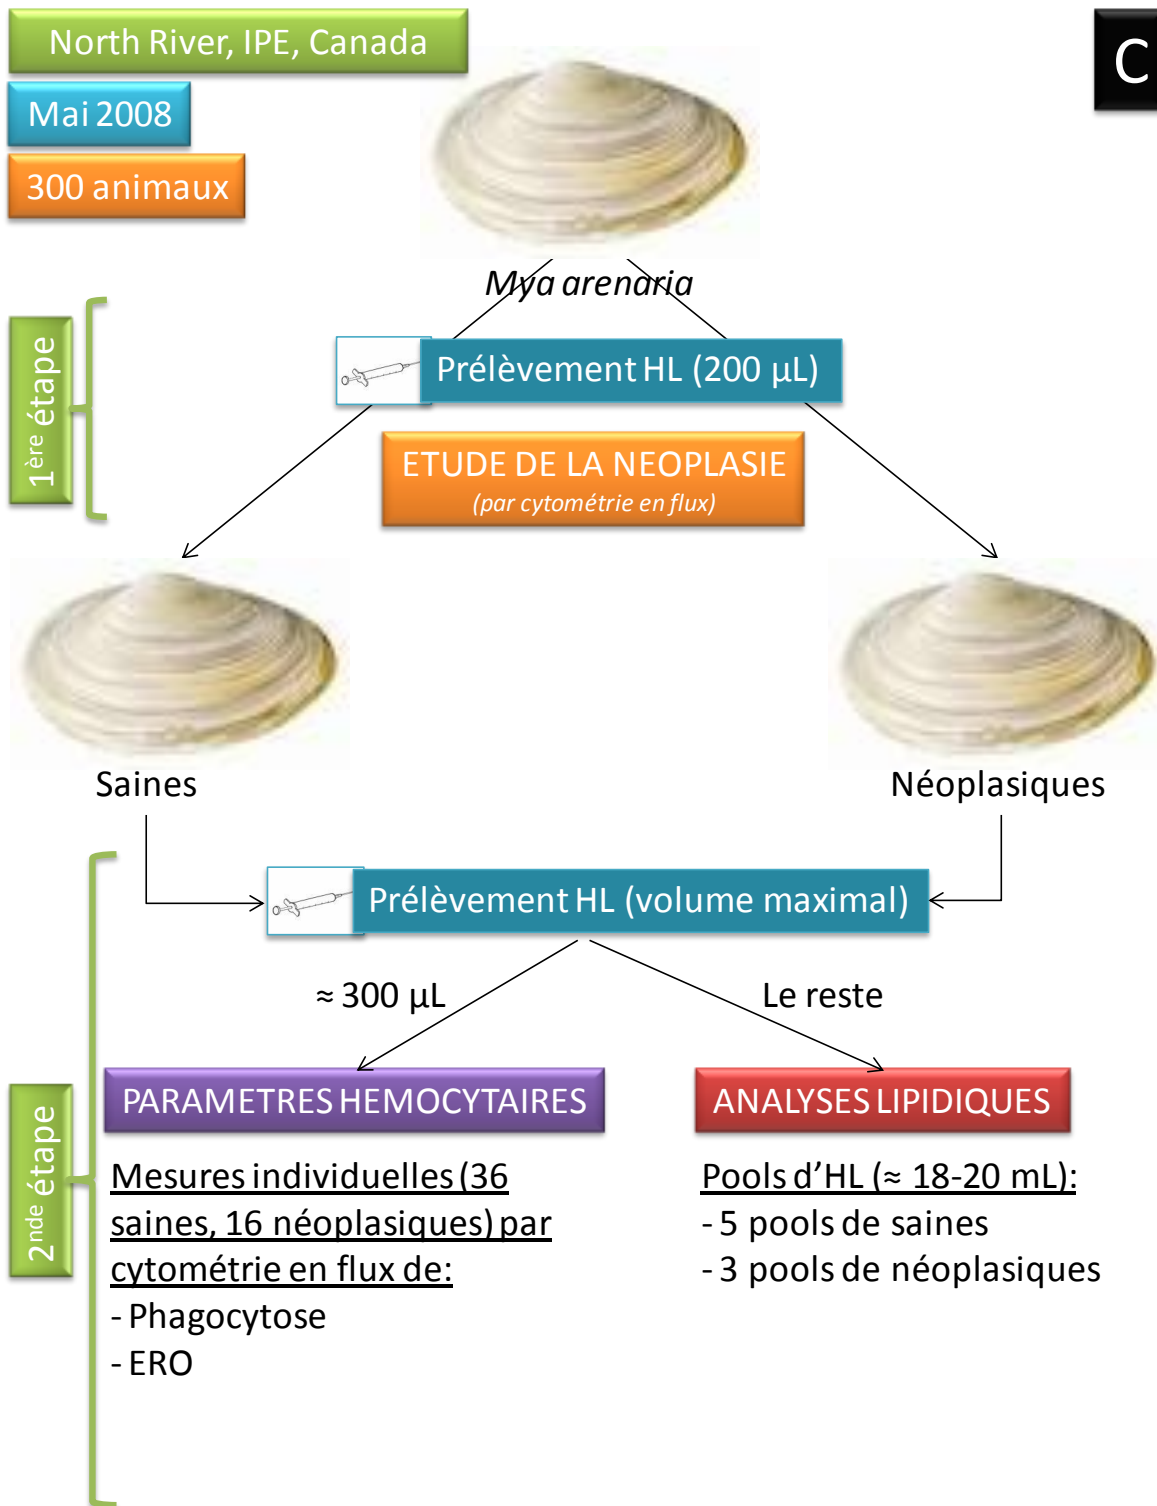 North River, IPE, Canada
C
Mai 2008
300 animaux
Mya arenaria
1ère étape
Prélèvement HL (200 µL)
ETUDE DE LA NEOPLASIE
(par cytométrie en flux)
Saines
Néoplasiques
2nde étape
Prélèvement HL (volume maximal)
≈ 300 µL
Le reste
PARAMETRES HEMOCYTAIRES
Mesures individuelles (36
saines, 16 néoplasiques) par
cytométrie en flux de:
- Phagocytose
- ERO
ANALYSES LIPIDIQUES
Pools d’HL (≈ 18-20 mL):
- 5 pools de saines
- 3 pools de néoplasiques